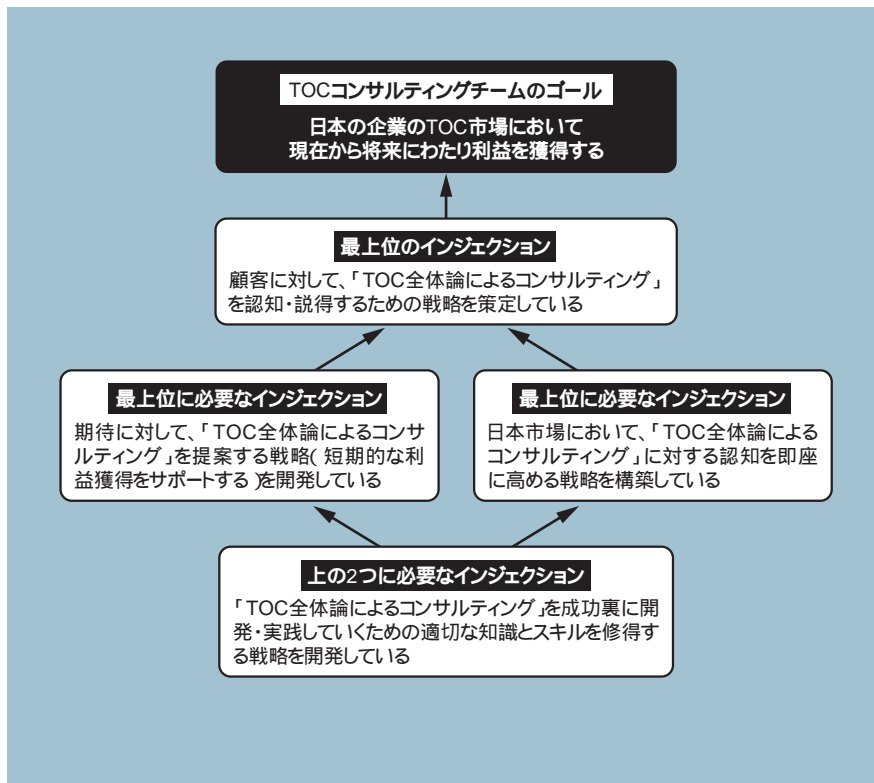 TOCコンサルティングチームのゴール
日本の企業のTOC市場において
現在から将来にわたり利益を獲得する
最上位のインジェクション
顧客に対して、「TOC全体論によるコンサルティング」
を認知・説得するための戦略を策定している
最上位に必要なインジェクション
期待に対して、「TOC全体論によるコンサ
ルティング」を提案する戦略(短期的な利
益獲得をサポートする)を開発している
最上位に必要なインジェクション
日本市場において、「TOC全体論による
コンサルティング」に対する認知を即座
に高める戦略を構築している
上の2つに必要なインジェクション
「TOC全体論によるコンサルティング」を成功裏に開
発・実践していくための適切な知識とスキルを修得す
る戦略を開発している